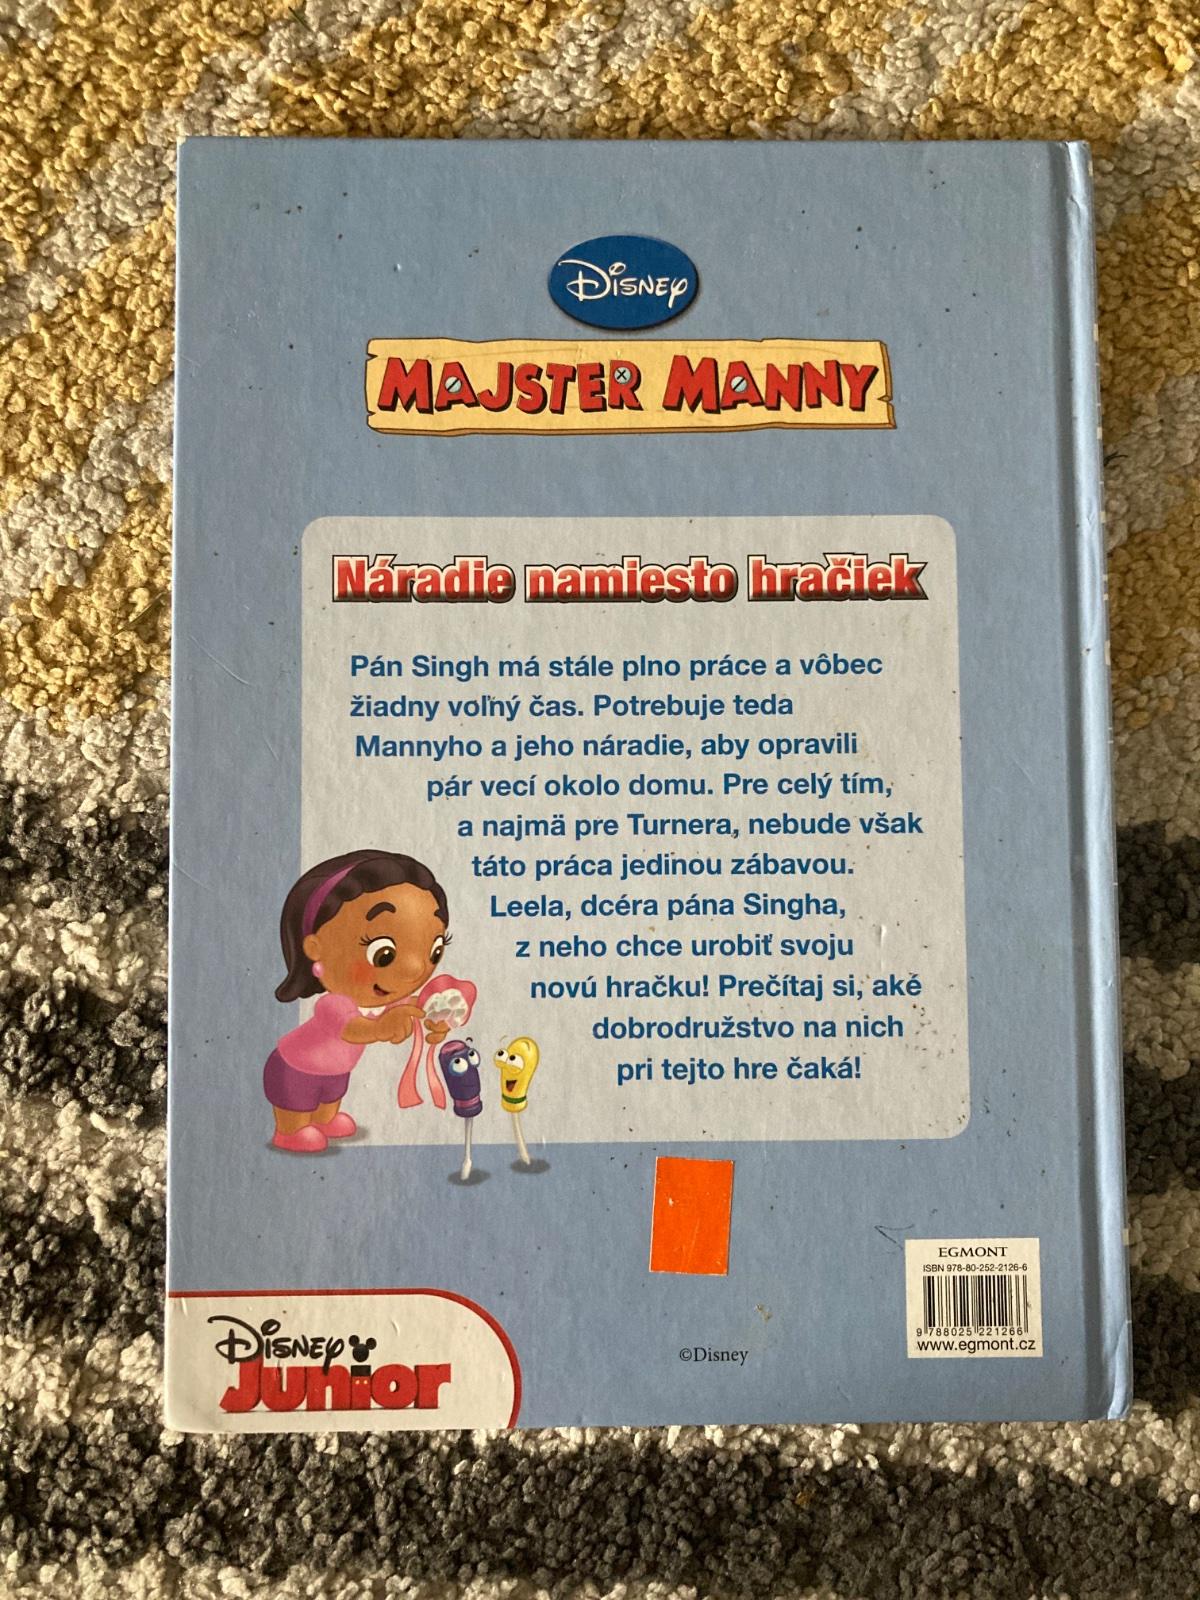 Disney
MAJSTER MANNY
Náradie namiesto hračiek
Pán Singh má stále plno práce a vôbec
žiadny voľný čas. Potrebuje teda
Mannyho a jeho náradie, aby opravili
pár vecí okolo domu. Pre celý tím,
a najmä pre Turnera, nebude však
táto práca jedinou zábavou.
Leela, dcéra pána Singha,
z neho chce urobiť svoju
novú hračku! Prečítaj si, aké
dobrodružstvo na nich
pri tejto hre čaká!
EGMONT
ISBN 978-80-252-2126-6
9 788025 221266
www.egmont.cz
©Disney
Disney
Junior